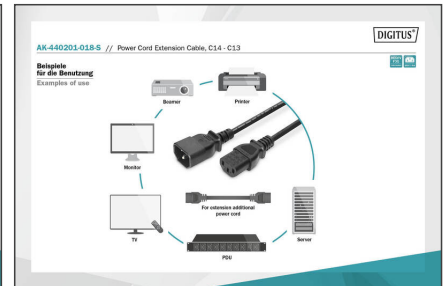 DIGITUS®
AK-440201-018-S // Power Cord Extension Cable, C14 - C13
Beispiele
für die Benutzung
Examples of use
Beamer
Printer
Monitor
For extension additional
power cord
TV
Server
PDU